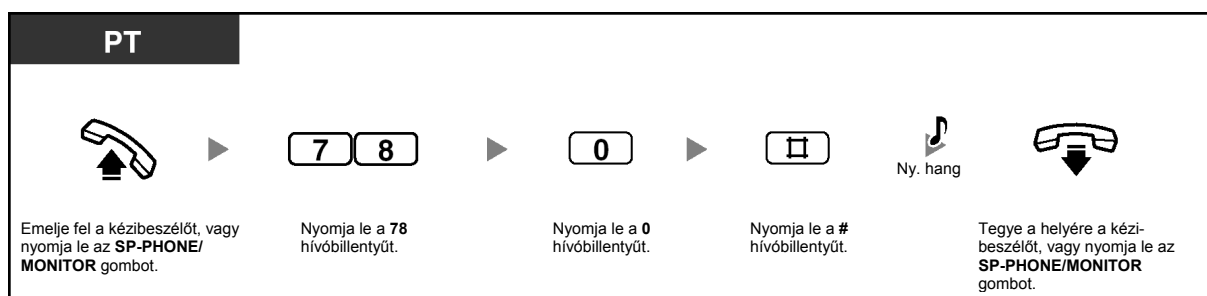 PT
7 8
0
#
Ny. hang
Emelje fel a kézibeszélőt, vagy
nyomja le az SP-PHONE/
MONITOR gombot.
Nyomja le a 78
hívóbillentyűt.
Nyomja le a 0
hívóbillentyűt.
Nyomja le a #
hívóbillentyűt.
Tegye a helyére a kézi-
beszélőt, vagy nyomja le az
SP-PHONE/MONITOR
gombot.